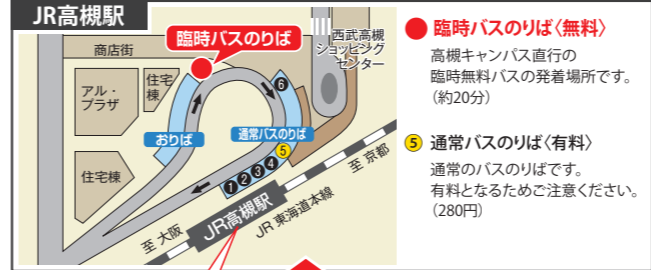 JR高槻駅
商店街
臨時バスのりば
西武高槻
ショッピング
センター
アル・
プラザ
住宅
棟
おりば
通常バスのりば
6
5
1 2 3 4
住宅棟
至 京都
JR 東海道本線
JR高槻駅
至 大阪
臨時バスのりば〈無料〉
高槻キャンパス直行の
臨時無料バスの発着場所です。
（約20分）
5 通常バスのりば〈有料〉
通常のバスのりばです。
有料となるためご注意ください。
（280円）